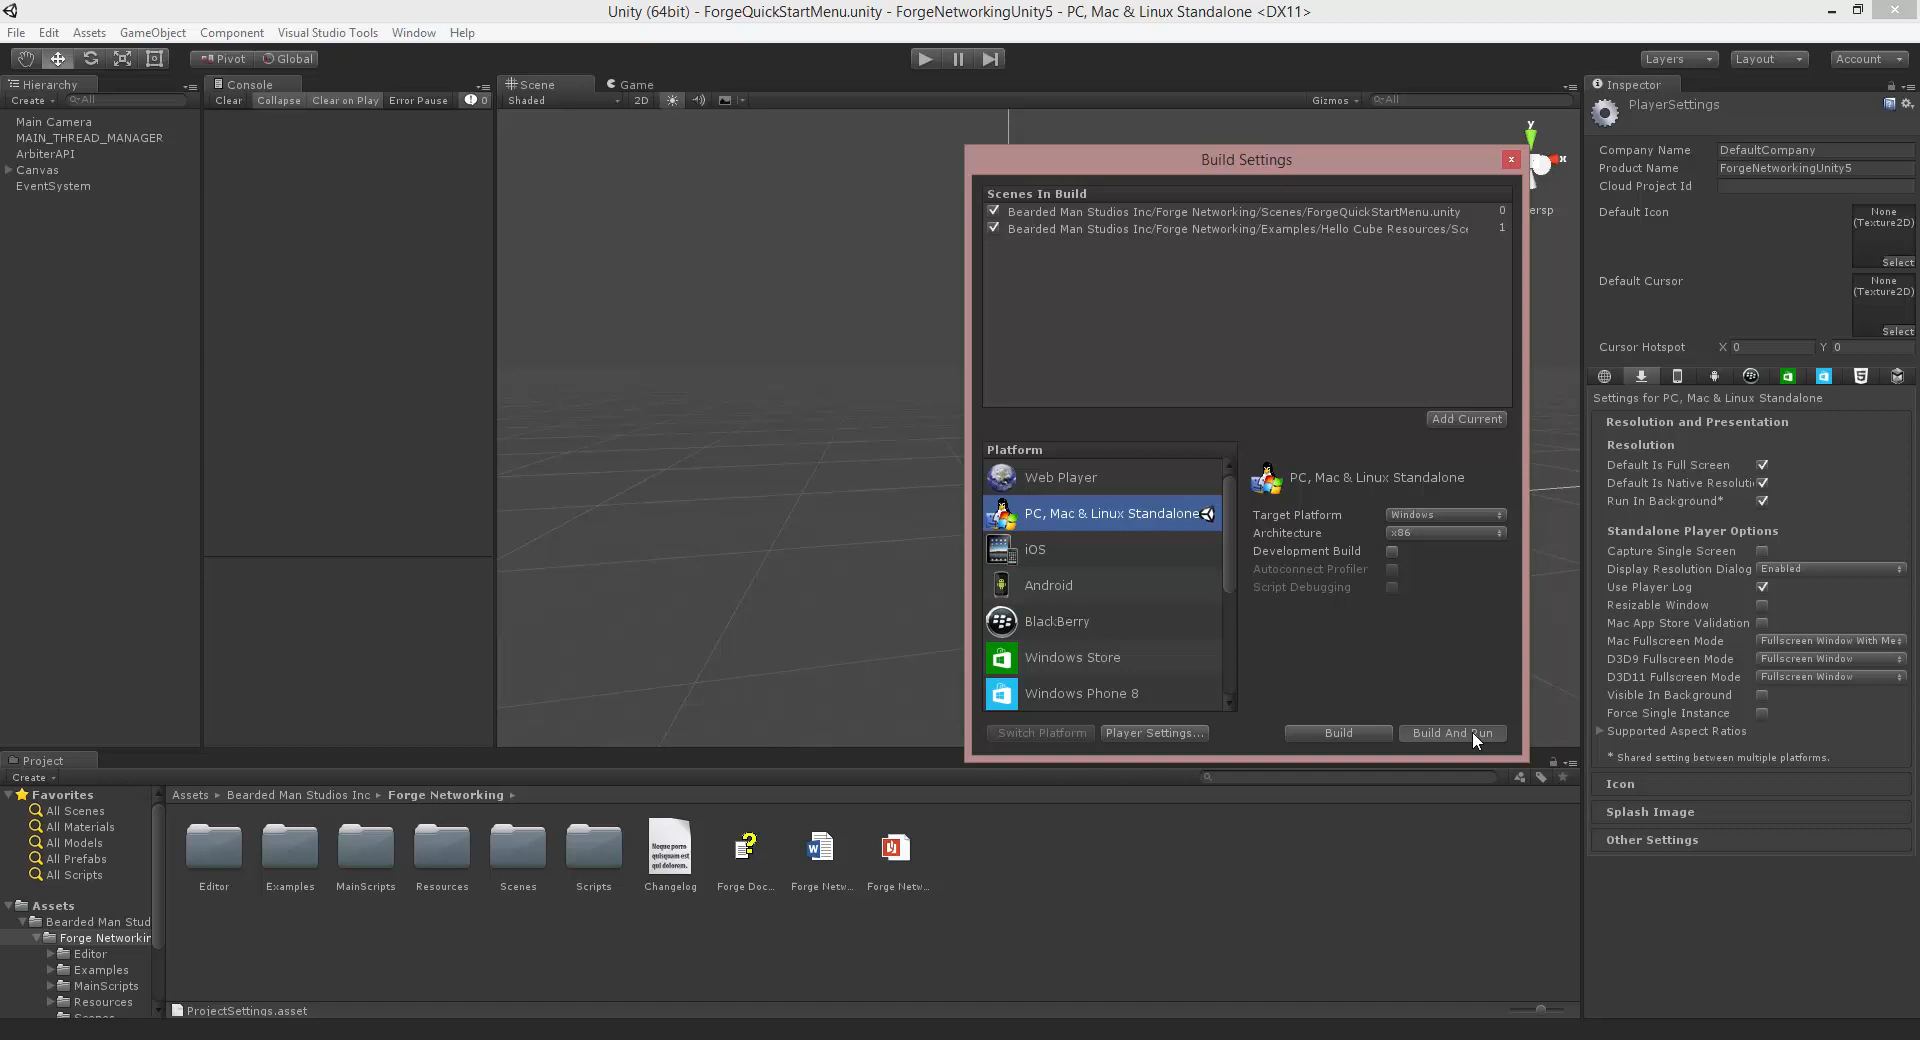 Unity (64bit) - ForgeQuickStartMenu.unity - ForgeNetworkingUnity5 - PC, Mac & Linux Standalone <DX11>
File Edit Assets GameObject Component Visual Studio Tools Window Help
Pivot Global
Layers Layout Account
Hierarchy
Create All
Main Camera
MAIN_THREAD_MANAGER
ArbiterAPI
Canvas
EventSystem
Console
Clear Collapse Clear on Play Error Pause 0
Scene Game
Shaded 2D Gizmos All
y
x
ersp
Build Settings
Scenes In Build
Bearded Man Studios Inc/Forge Networking/Scenes/ForgeQuickStartMenu.unity 0
Bearded Man Studios Inc/Forge Networking/Examples/Hello Cube Resources/Sce 1
Add Current
Platform
Web Player
PC, Mac & Linux Standalone
iOS
Android
BlackBerry
Windows Store
Windows Phone 8
PC, Mac & Linux Standalone
Target Platform Windows
Architecture x86
Development Build
Autoconnect Profiler
Script Debugging
Switch Platform Player Settings... Build Build And Run
Inspector
PlayerSettings
Company Name DefaultCompany
Product Name ForgeNetworkingUnity5
Cloud Project Id
Default Icon None (Texture2D) Select
Default Cursor None (Texture2D) Select
Cursor Hotspot X 0 Y 0
Settings for PC, Mac & Linux Standalone
Resolution and Presentation
Resolution
Default Is Full Screen
Default Is Native Resoluti
Run In Background*
Standalone Player Options
Capture Single Screen
Display Resolution Dialog Enabled
Use Player Log
Resizable Window
Mac App Store Validation
Mac Fullscreen Mode Fullscreen Window With Me
D3D9 Fullscreen Mode Fullscreen Window
D3D11 Fullscreen Mode Fullscreen Window
Visible In Background
Force Single Instance
Supported Aspect Ratios
* Shared setting between multiple platforms.
Icon
Splash Image
Other Settings
Project
Create
Favorites
All Scenes
All Materials
All Models
All Prefabs
All Scripts
Assets
Bearded Man Stud
Forge Networkin
Editor
Examples
MainScripts
Resources
Scenes
Assets Bearded Man Studios Inc Forge Networking
Neque porro quisquam est qui dolorem.
Editor Examples MainScripts Resources Scenes Scripts Changelog Forge Doc... Forge Netw... Forge Netw...
ProjectSettings.asset